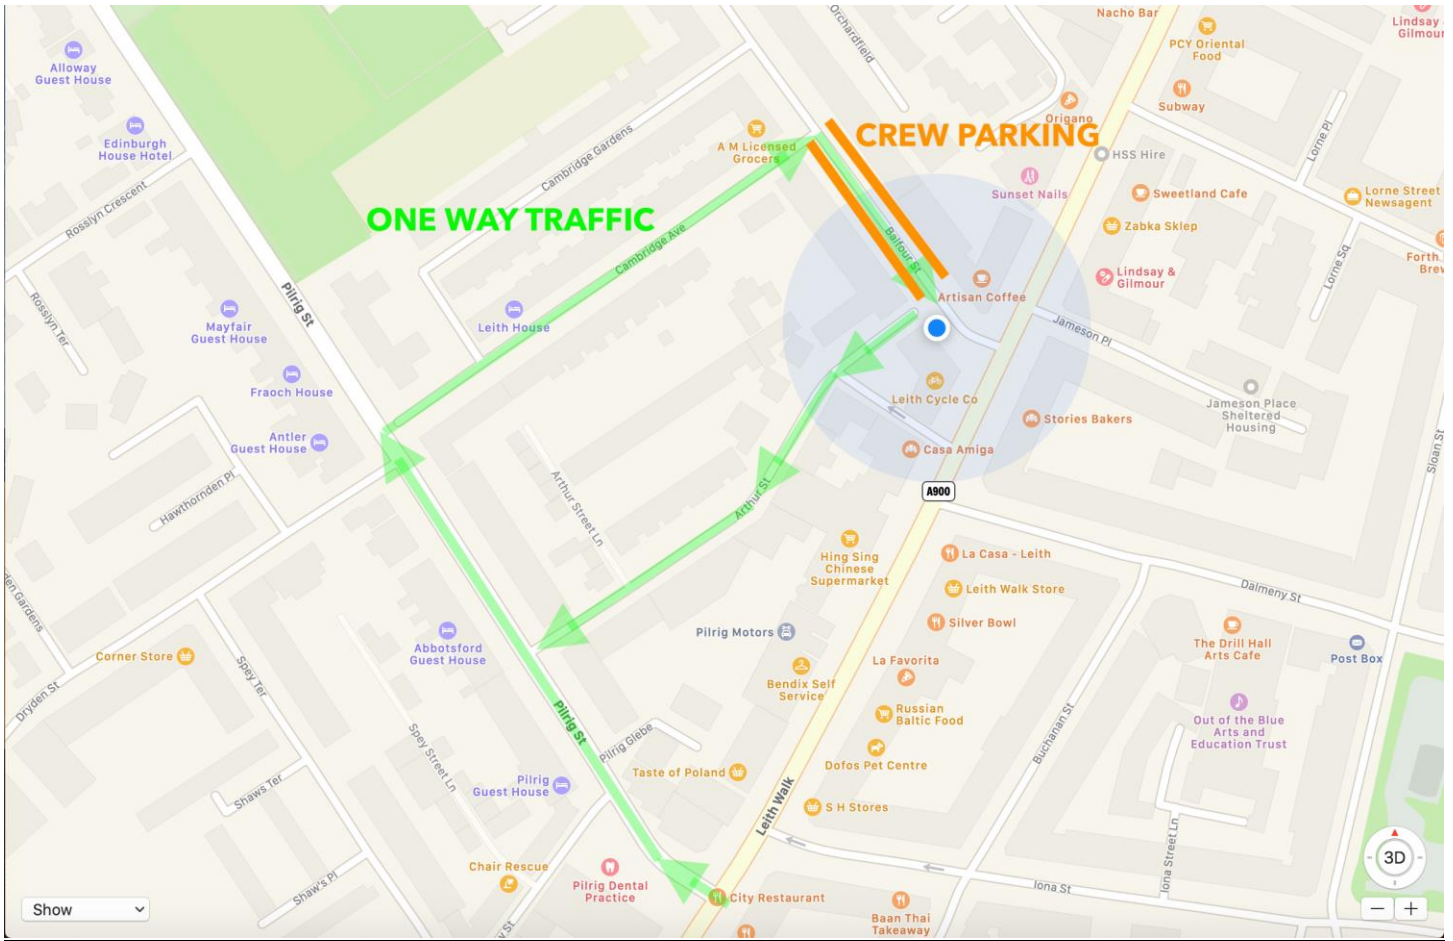 Nacho Bar
Lindsay
Gilmour
Orchardfield
PCY Oriental
Food
Alloway
Guest House
Subway
Origano
CREW PARKING
Edinburgh
House Hotel
A M Licensed
Grocers
Lorne Pl
HSS Hire
Cambridge Gardens
Sunset Nails
Sweetland Cafe
Lorne Street
Newsagent
Rosslyn Crescent
ONE WAY TRAFFIC
Zabka Sklep
Balfour St
Cambridge Ave
Lorne Sq
Forth
Brew
Lindsay &
Gilmour
Pilrig St
Artisan Coffee
Rosslyn Ter
Mayfair
Guest House
Leith House
Jameson Pl
Fraoch House
Leith Cycle Co
Jameson Place
Sheltered
Housing
Stories Bakers
Antler
Guest House
Casa Amiga
Sloan St
Hawthornden Pl
A900
Arthur St
Arthur Street Ln
Hing Sing
Chinese
Supermarket
La Casa - Leith
Leith Walk Store
Dalmeny St
den Gardens
Silver Bowl
Pilrig Motors
Abbotsford
Guest House
The Drill Hall
Arts Cafe
Post Box
Corner Store
La Favorita
Bendix Self
Service
Spey Ter
Dryden St
Russian
Baltic Food
Pilrig St
Out of the Blue
Arts and
Education Trust
Buchanan St
Pilrig Glebe
Spey Street Ln
Dofos Pet Centre
Taste of Poland
Pilrig
Guest House
Shaws Ter
S H Stores
Leith Walk
Iona Street Ln
3D
Chair Rescue
Pilrig Dental
Practice
Shaw's Pl
City Restaurant
Iona St
Show
Baan Thai
Takeaway
y St